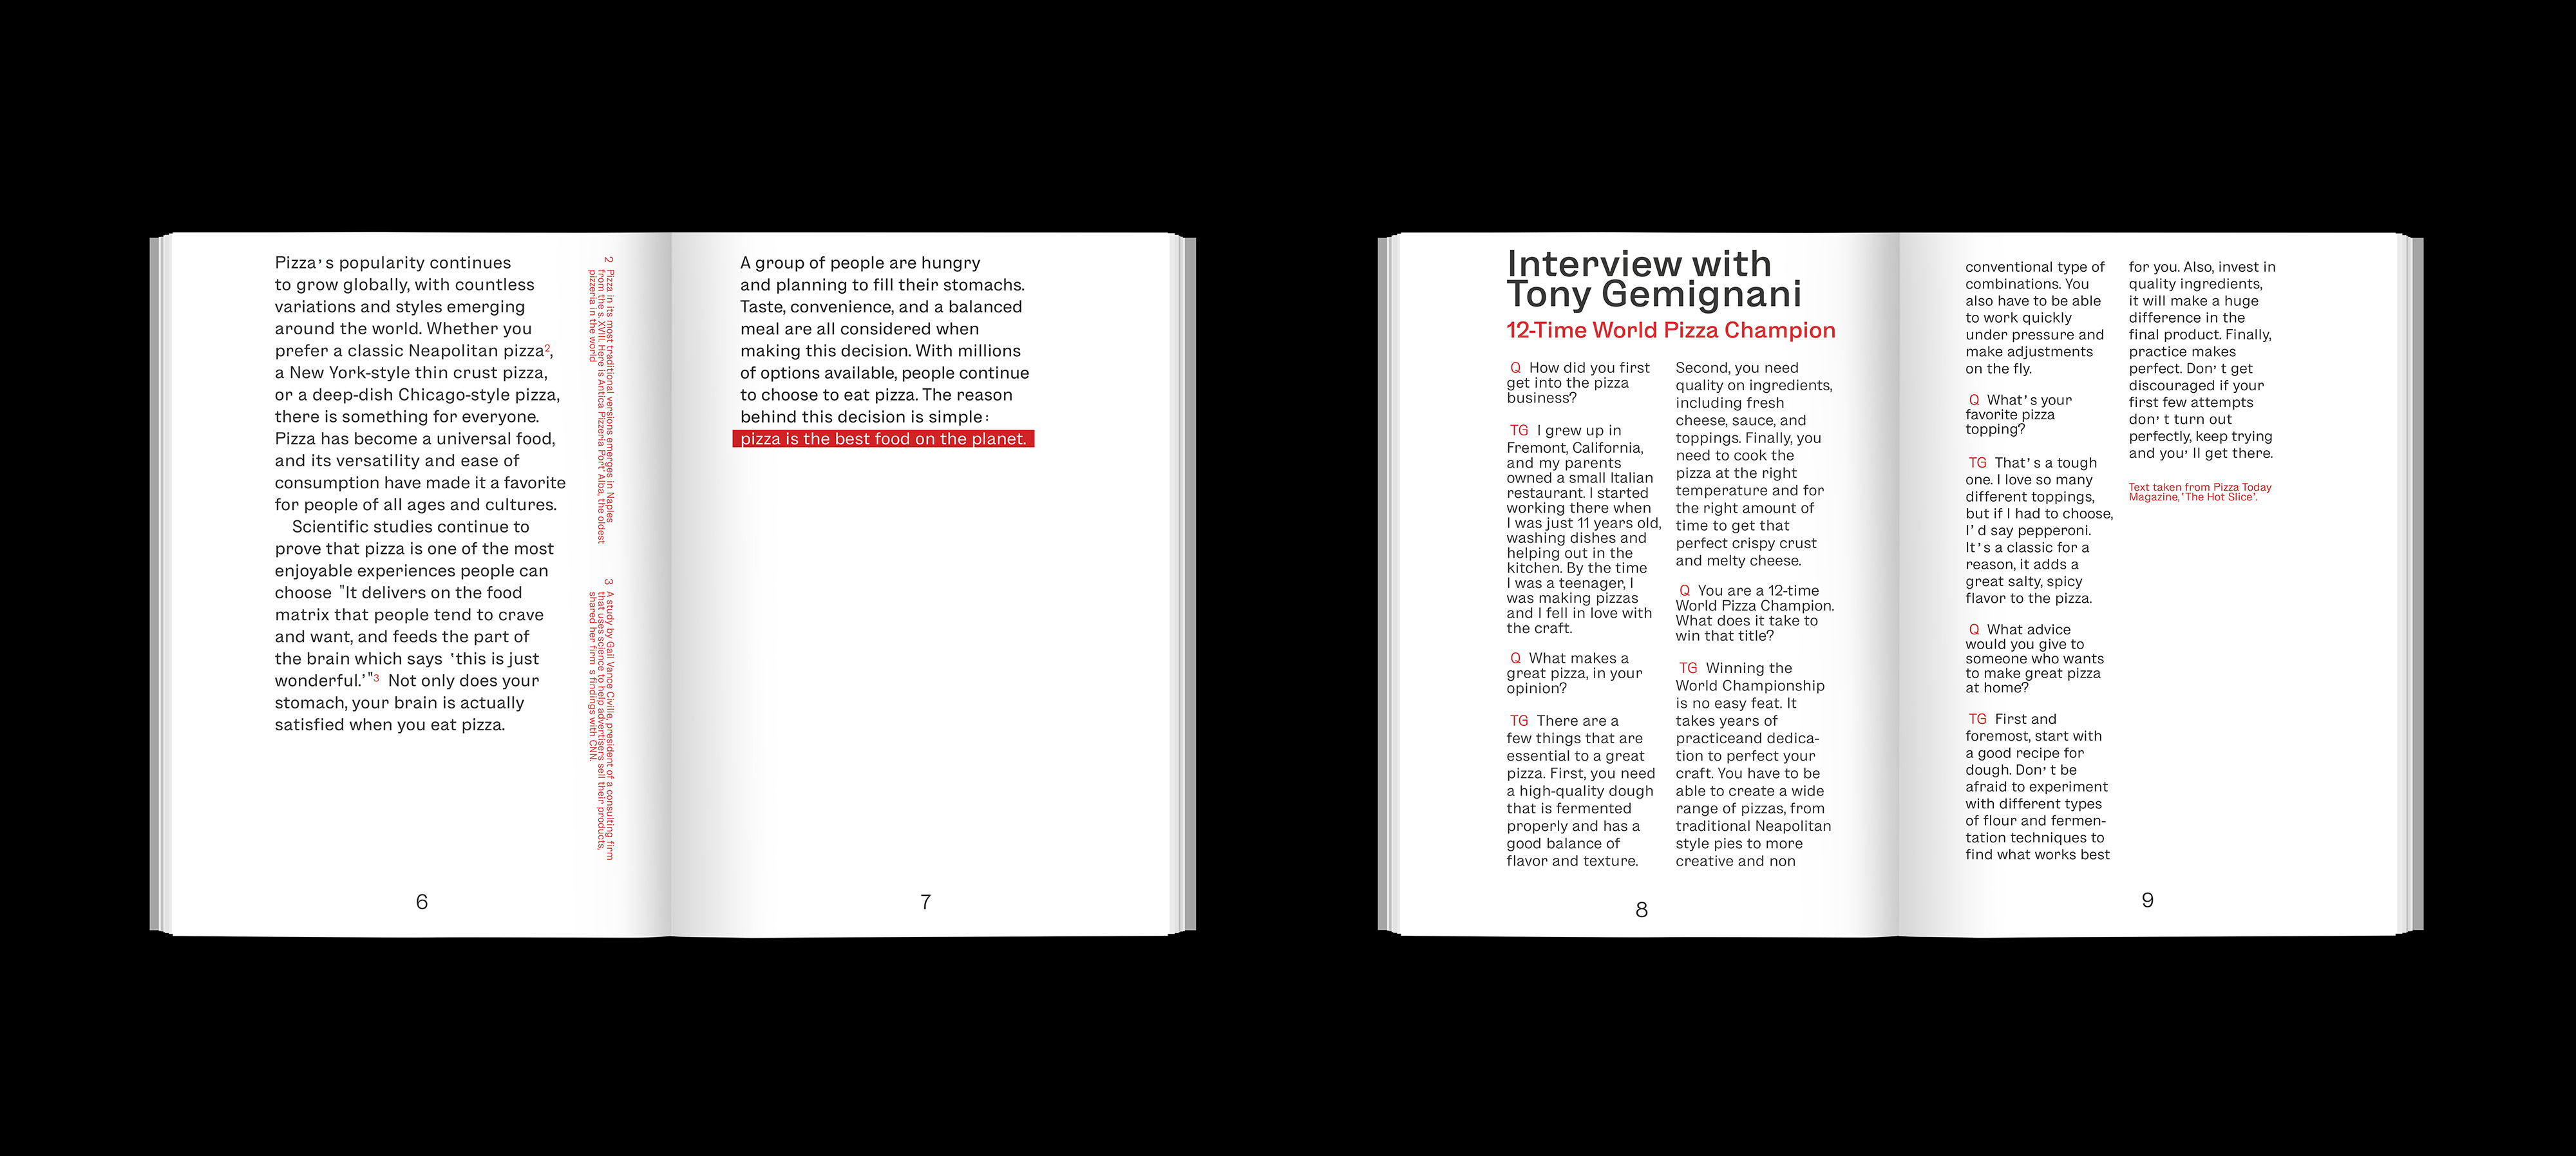 Pizza’s popularity continues
to grow globally, with countless
variations and styles emerging
around the world. Whether you
prefer a classic Neapolitan pizza2,
a New York-style thin crust pizza,
or a deep-dish Chicago-style pizza,
there is something for everyone.
Pizza has become a universal food,
and its versatility and ease of
consumption have made it a favorite
for people of all ages and cultures.
Scientific studies continue to
prove that pizza is one of the most
enjoyable experiences people can
choose "It delivers on the food
matrix that people tend to crave
and want, and feeds the part of
the brain which says ‘this is just
wonderful.’"3 Not only does your
stomach, your brain is actually
satisfied when you eat pizza.
2 Pizza in its most traditional versions emerges in Naples
from the s. XVIII. Here is Antica Pizzeria Port’ Alba, the oldest
pizzeria in the world
3 A study by Gail Vance Civille, president of a consulting firm
that uses science to help advertisers sell their products,
shared her firm s findings with CNN.
6
A group of people are hungry
and planning to fill their stomachs.
Taste, convenience, and a balanced
meal are all considered when
making this decision. With millions
of options available, people continue
to choose to eat pizza. The reason
behind this decision is simple:
pizza is the best food on the planet.
7
Interview with
Tony Gemignani
12-Time World Pizza Champion
Q How did you first
get into the pizza
business?
TG I grew up in
Fremont, California,
and my parents
owned a small Italian
restaurant. I started
working there when
I was just 11 years old,
washing dishes and
helping out in the
kitchen. By the time
I was a teenager, I
was making pizzas
and I fell in love with
the craft.
Q What makes a
great pizza, in your
opinion?
TG There are a
few things that are
essential to a great
pizza. First, you need
a high-quality dough
that is fermented
properly and has a
good balance of
flavor and texture.
Second, you need
quality on ingredients,
including fresh
cheese, sauce, and
toppings. Finally, you
need to cook the
pizza at the right
temperature and for
the right amount of
time to get that
perfect crispy crust
and melty cheese.
Q You are a 12-time
World Pizza Champion.
What does it take to
win that title?
TG Winning the
World Championship
is no easy feat. It
takes years of
practiceand dedica-
tion to perfect your
craft. You have to be
able to create a wide
range of pizzas, from
traditional Neapolitan
style pies to more
creative and non
8
conventional type of
combinations. You
also have to be able
to work quickly
under pressure and
make adjustments
on the fly.
Q What’s your
favorite pizza
topping?
TG That’s a tough
one. I love so many
different toppings,
but if I had to choose,
I’d say pepperoni.
It’s a classic for a
reason, it adds a
great salty, spicy
flavor to the pizza.
Q What advice
would you give to
someone who wants
to make great pizza
at home?
TG First and
foremost, start with
a good recipe for
dough. Don’t be
afraid to experiment
with different types
of flour and fermen-
tation techniques to
find what works best
for you. Also, invest in
quality ingredients,
it will make a huge
difference in the
final product. Finally,
practice makes
perfect. Don’t get
discouraged if your
first few attempts
don’t turn out
perfectly, keep trying
and you’ll get there.
Text taken from Pizza Today
Magazine,‘The Hot Slice’.
9